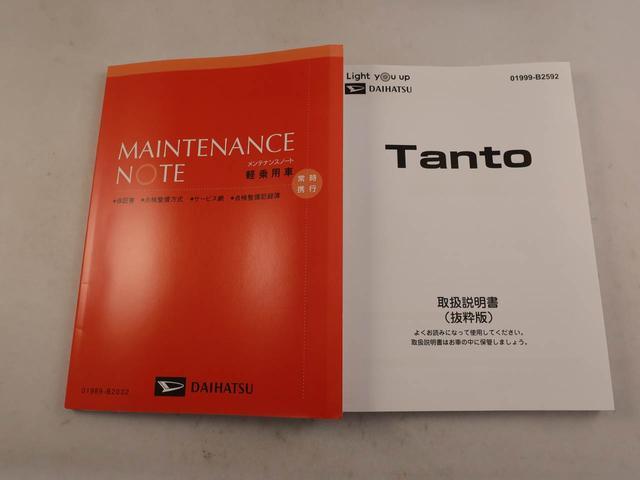 MAINTENANCE
NOTE
メンテナンスノート
軽乗用車
常時
携行
●保証書 ●点検整備方式 ●サービス網 ●点検整備記録簿
DAIHATSU
01989-B2032
Light you up
01999-B2592
DAIHATSU
Tanto
取扱説明書
(抜粋版)
よくお読みになって使用してください。
取扱説明書はお車の中に保管しましょう。